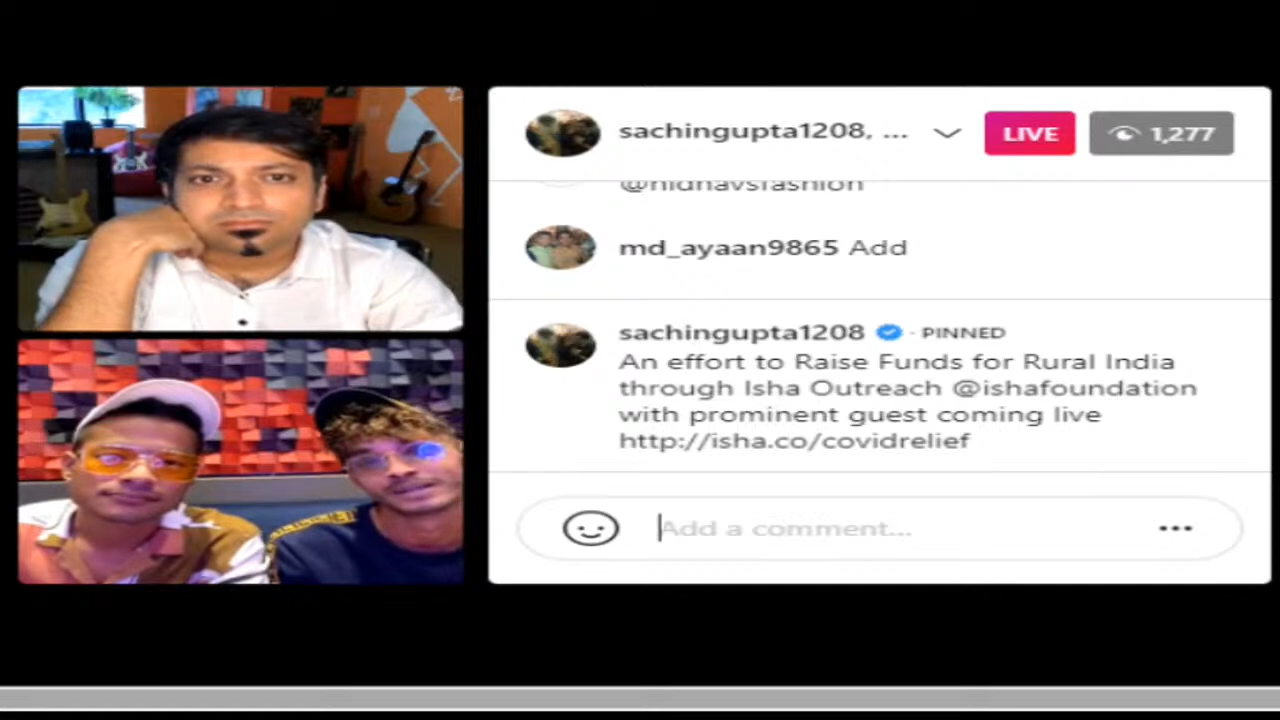 sachingupta1208, ...
LIVE
1,277
@nidhavsfashion
md_ayaan9865 Add
sachingupta1208 · PINNED
An effort to Raise Funds for Rural India
through Isha Outreach @ishafoundation
with prominent guest coming live
http://isha.co/covidrelief
Add a comment...